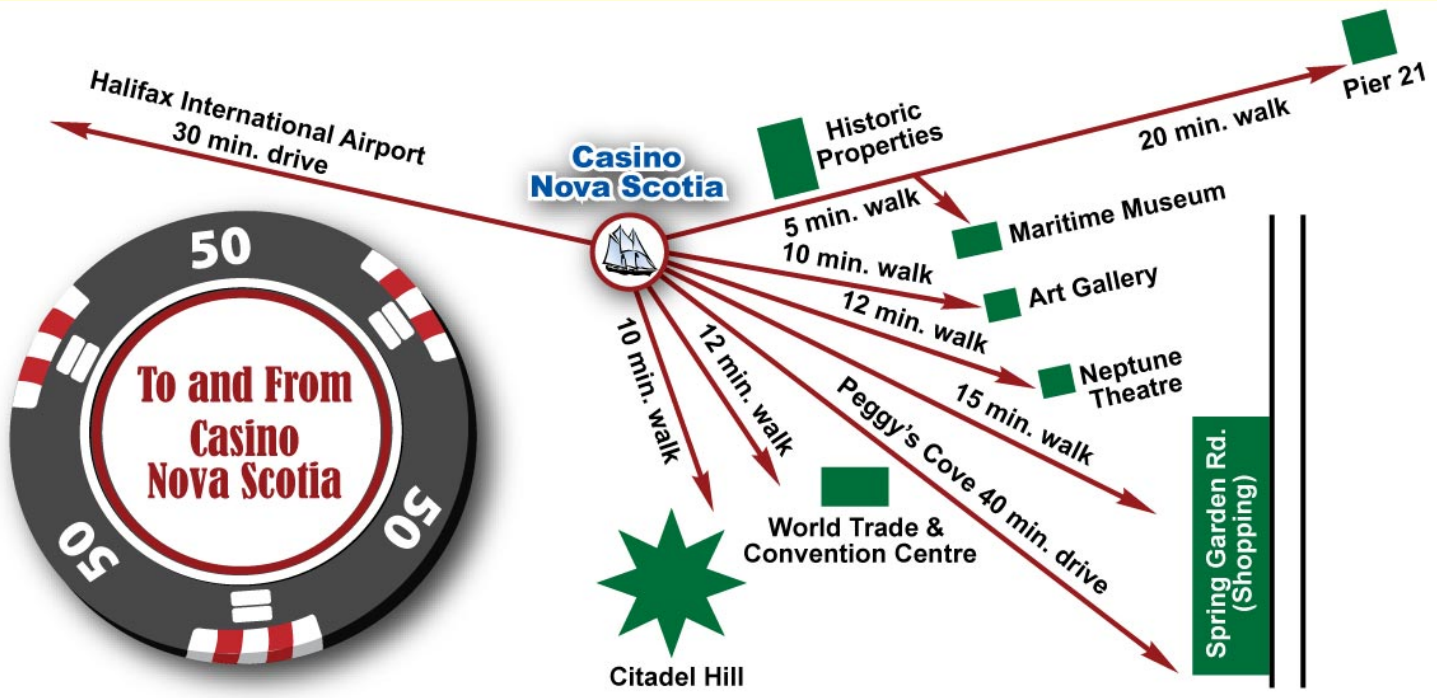 Halifax International Airport
30 min. drive
Casino
Nova Scotia
Historic
Properties
5 min. walk
20 min. walk
Pier 21
Maritime Museum
10 min. walk
Art Gallery
12 min. walk
Neptune
Theatre
15 min. walk
Spring Garden Rd.
(Shopping)
Peggy's Cove 40 min. drive
12 min. walk
World Trade &
Convention Centre
10 min. walk
Citadel Hill
50
To and From
Casino
Nova Scotia
50
50